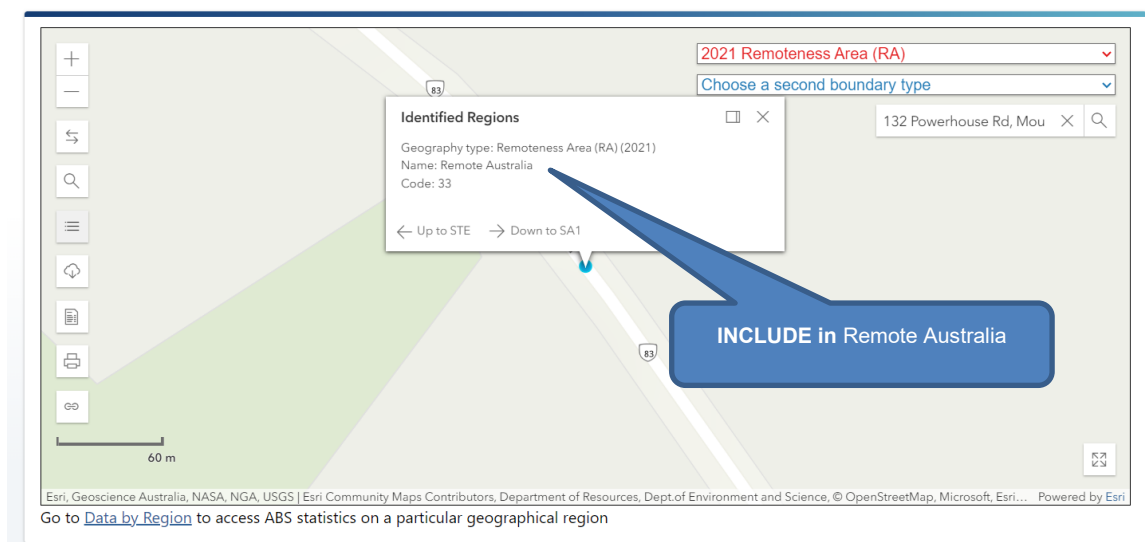 2021 Remoteness Area (RA)
Choose a second boundary type
132 Powerhouse Rd, Mou
83
Identified Regions
Geography type: Remoteness Area (RA) (2021)
Name: Remote Australia
Code: 33
Up to STE
Down to SA1
INCLUDE in Remote Australia
83
60 m
Esri, Geoscience Australia, NASA, NGA, USGS | Esri Community Maps Contributors, Department of Resources, Dept.of Environment and Science, © OpenStreetMap, Microsoft, Esri... Powered by Esri
Go to Data by Region to access ABS statistics on a particular geographical region